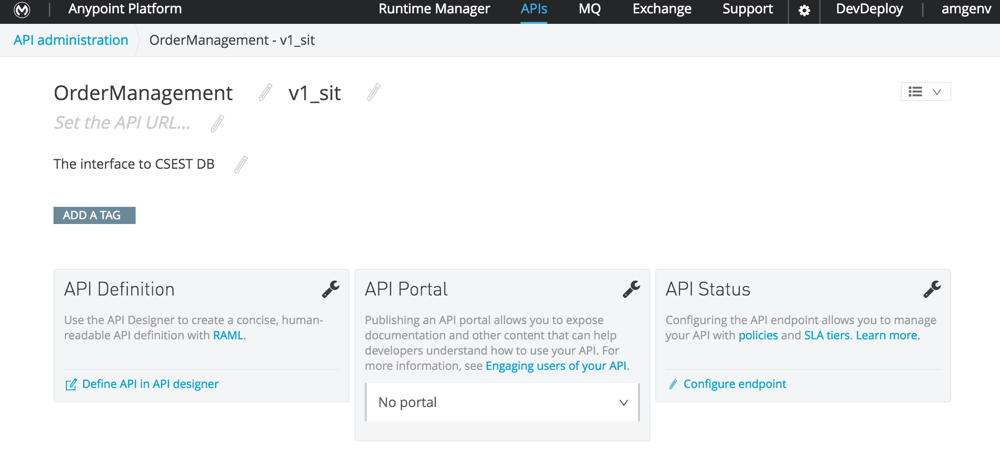 Anypoint Platform Runtime Manager APIs MQ Exchange Support DevDeploy amgenv
API administration OrderManagement - v1_sit
OrderManagement v1_sit
Set the API URL...
The interface to CSEST DB
ADD A TAG
API Definition
Use the API Designer to create a concise, human-
readable API definition with RAML.
Define API in API designer
API Portal
Publishing an API portal allows you to expose
documentation and other content that can help
developers understand how to use your API. For
more information, see Engaging users of your API.
No portal
API Status
Configuring the API endpoint allows you to manage
your API with policies and SLA tiers. Learn more.
Configure endpoint